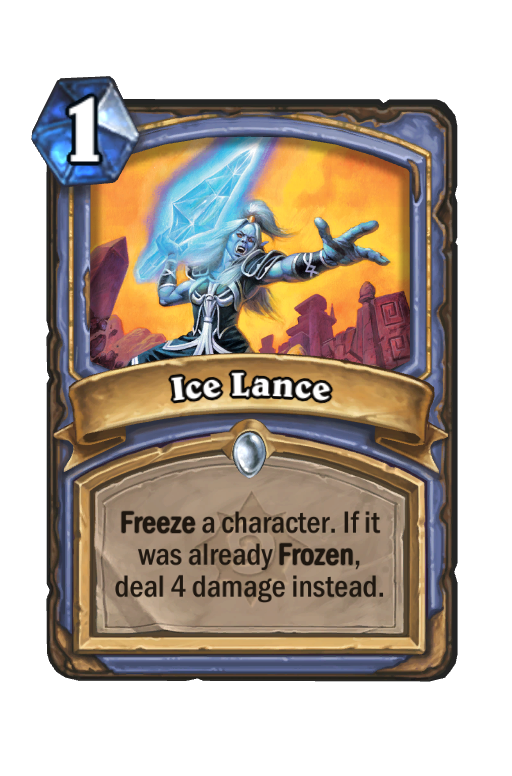 1
Ice Lance
Freeze a character. If it
was already Frozen,
deal 4 damage instead.